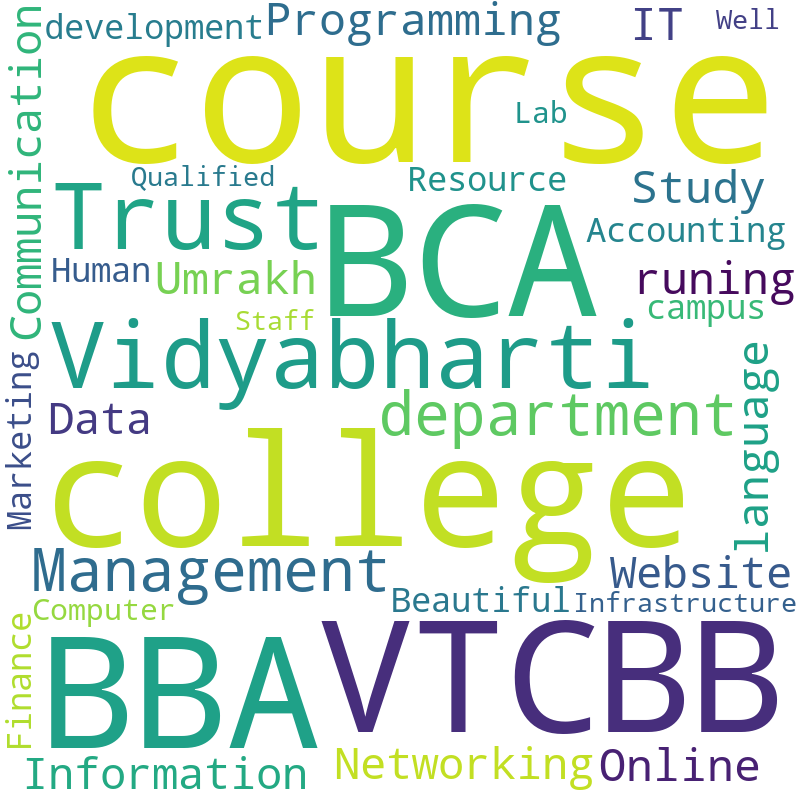 development
Programming
IT
Well
Communication
course
Lab
Qualified
Resource
Study
Trust
BCA
Accounting
Human
Umrakh
runing
campus
Staff
Vidyabharti
language
Marketing
Data
department
college
Management
Website
Computer
Beautiful
Infrastructure
Finance
BBA
VTCBB
Information
Networking
Online